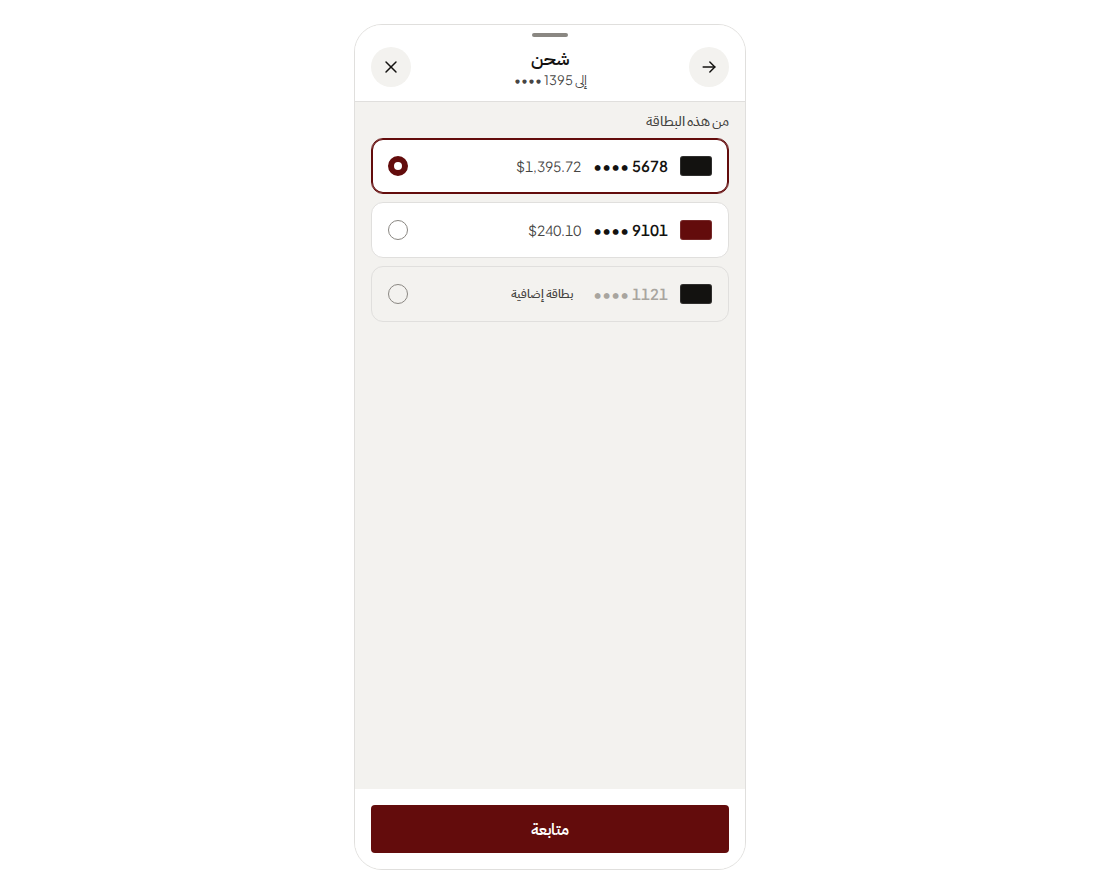 شحن
إلى 1395 ••••
من هذه البطاقة
•••• 5678 $1,395.72
•••• 9101 $240.10
•••• 1121 بطاقة إضافية
متابعة